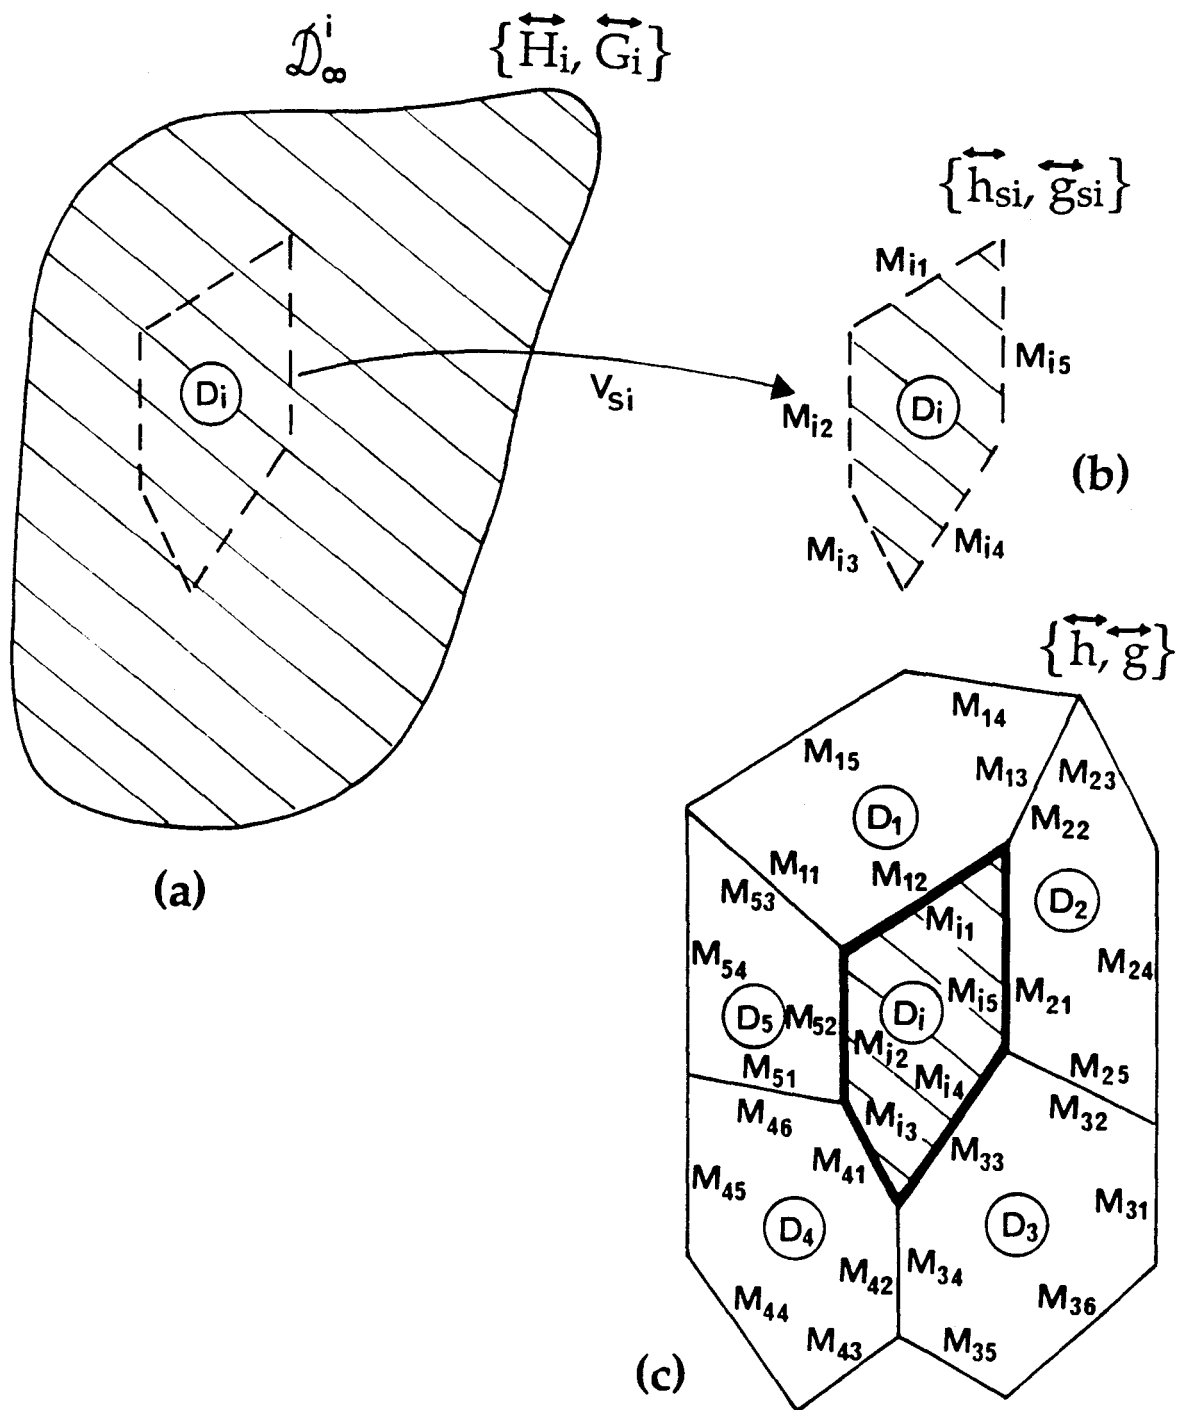 𝒟ⁱ∞ {H⃡ᵢ, G⃡ᵢ}
{h⃡si, g⃡si}
Mi1
Mi5
Di
Di
Vsi
Mi2
(b)
Mi3
Mi4
{h⃡, g⃡}
M14
M15
M13
M23
D1
M22
(a)
M11
M12
M53
D2
Mi1
M54
M24
Mi5
M21
D5
M52
Di
Mi2
M51
Mi4
M25
M46
Mi3
M32
M41
M33
M45
M31
D4
D3
M42
M34
M44
M36
M43
M35
(c)